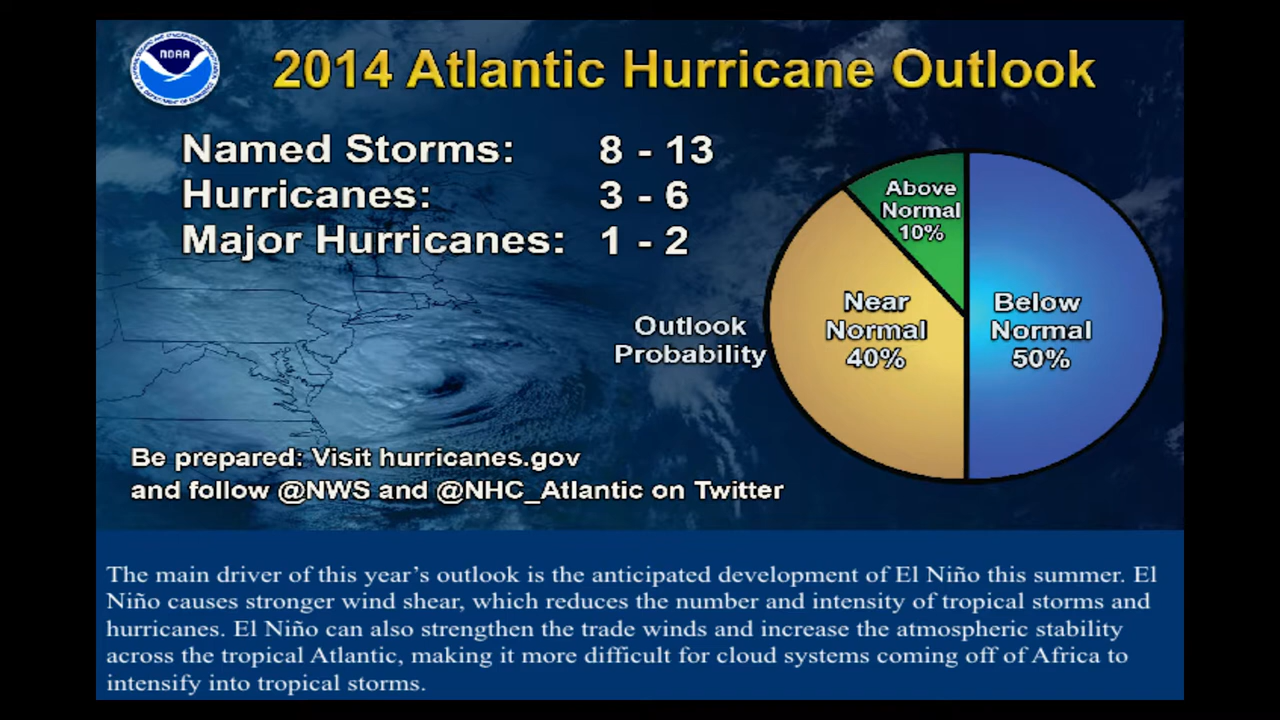 NOAA
2014 Atlantic Hurricane Outlook
Named Storms: 8 - 13
Hurricanes: 3 - 6
Major Hurricanes: 1 - 2
Above
Normal
10%
Near
Normal
40%
Below
Normal
50%
Outlook
Probability
Be prepared: Visit hurricanes.gov
and follow @NWS and @NHC_Atlantic on Twitter
The main driver of this year’s outlook is the anticipated development of El Niño this summer. El
Niño causes stronger wind shear, which reduces the number and intensity of tropical storms and
hurricanes. El Niño can also strengthen the trade winds and increase the atmospheric stability
across the tropical Atlantic, making it more difficult for cloud systems coming off of Africa to
intensify into tropical storms.